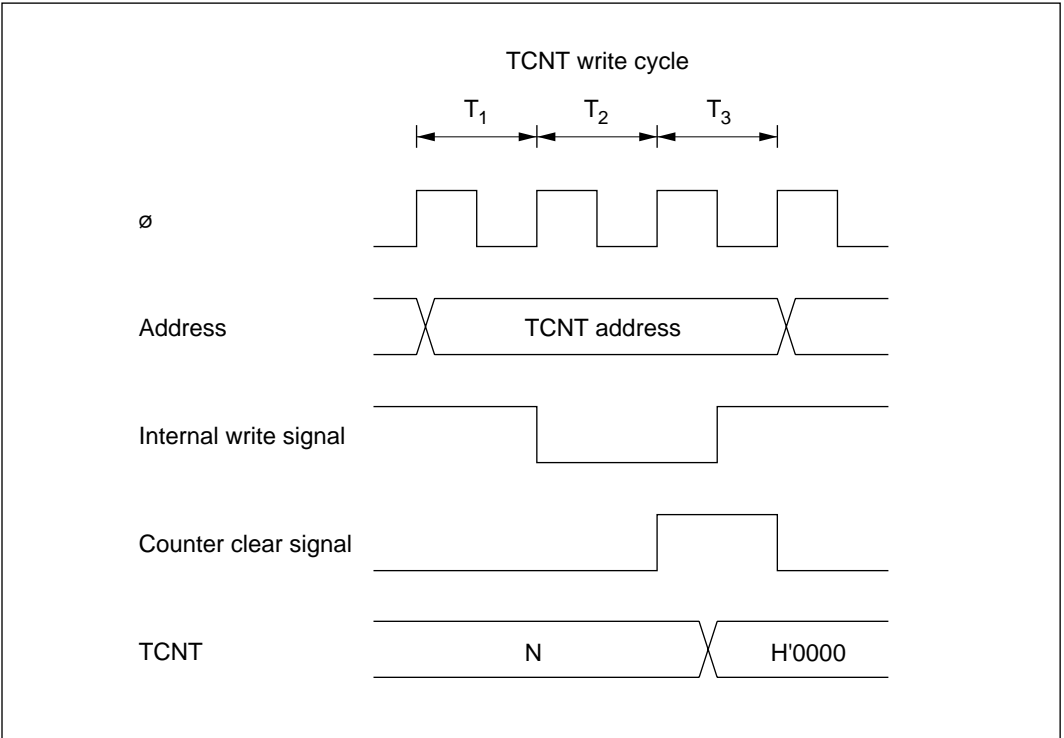 TCNT write cycle
T1 T2 T3
ø
Address TCNT address
Internal write signal
Counter clear signal
TCNT N H'0000